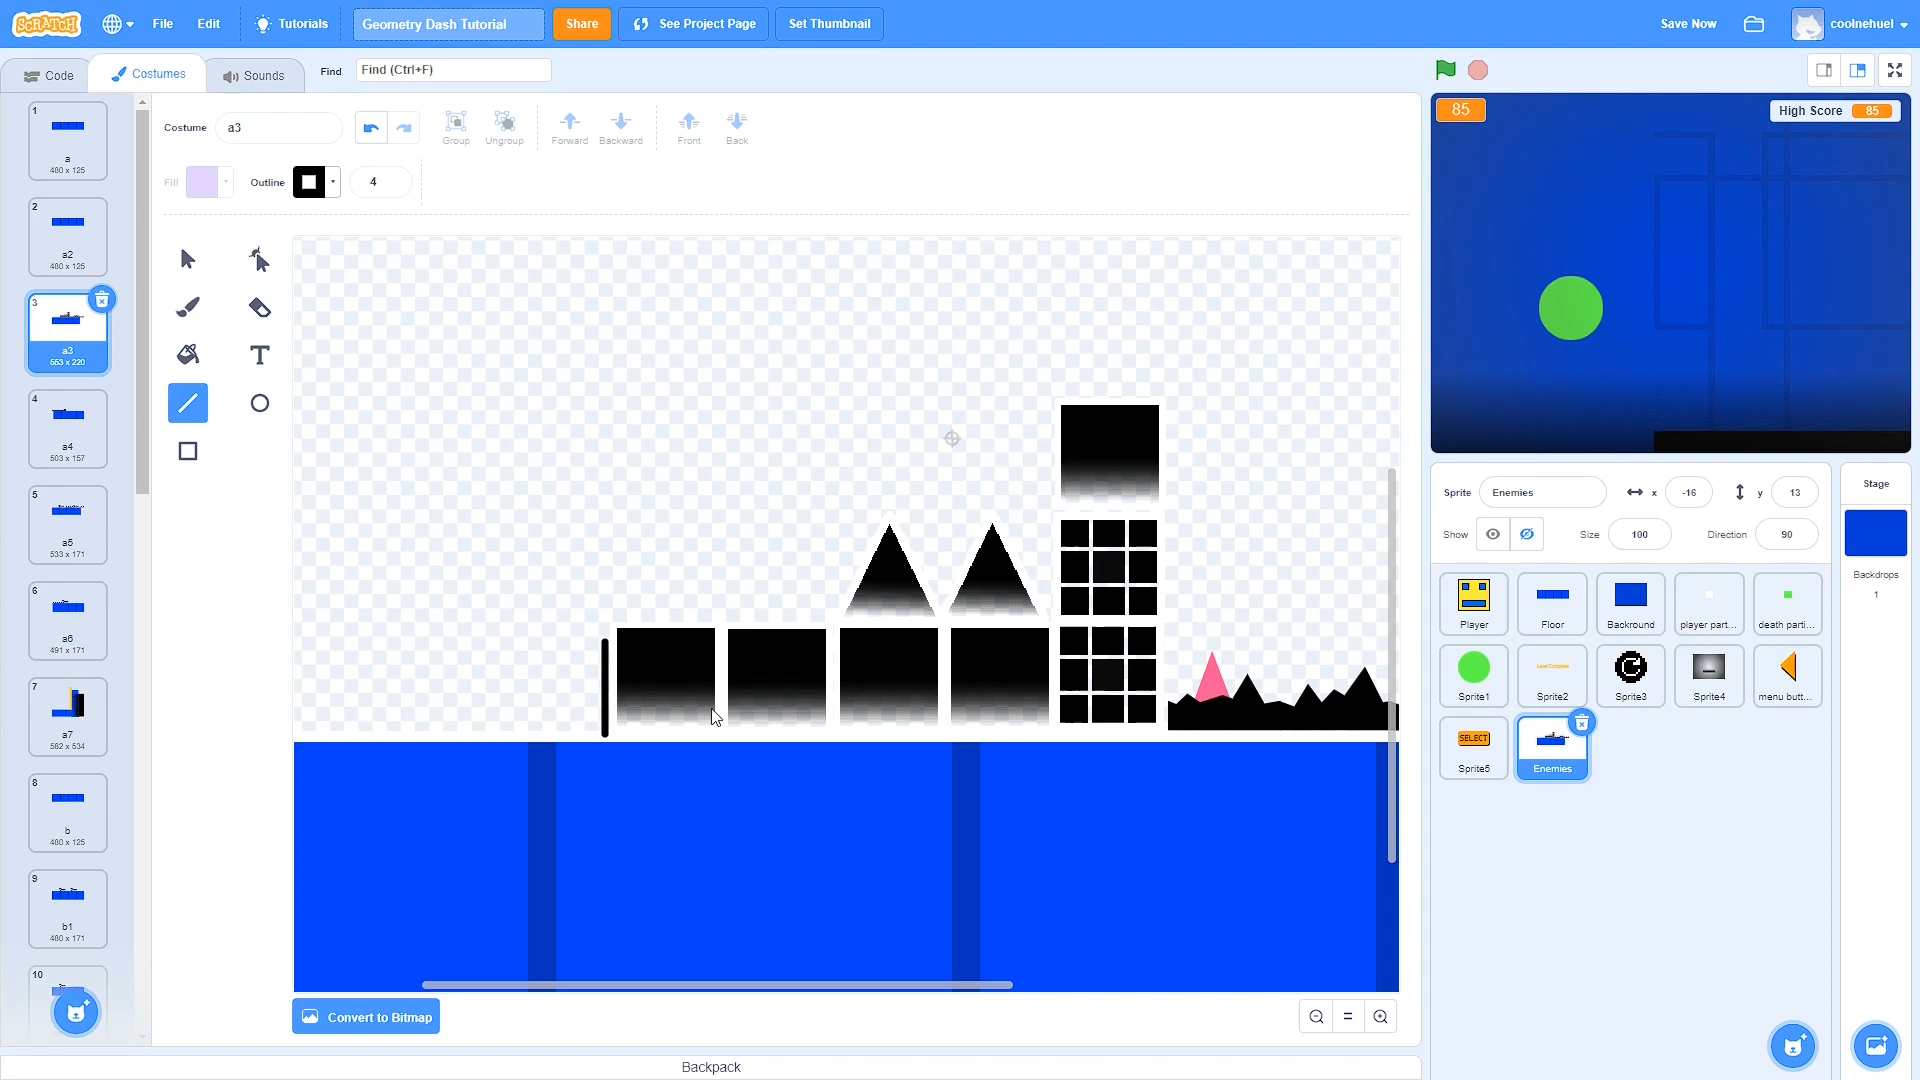 SCRATCH
File
Edit
Tutorials
Geometry Dash Tutorial
Share
See Project Page
Set Thumbnail
Save Now
coolnehuel
Code
Costumes
Sounds
Find
Find (Ctrl+F)
Costume
a3
Group
Ungroup
Forward
Backward
Front
Back
Fill
Outline
4
1
a
480 x 125
2
a2
480 x 125
3
a3
553 x 220
4
a4
503 x 157
5
a5
533 x 171
6
a6
491 x 171
7
a7
582 x 534
8
b
480 x 125
9
b1
480 x 171
10
Convert to Bitmap
Backpack
85
High Score
85
Sprite
Enemies
x
-16
y
13
Show
Size
100
Direction
90
Player
Floor
Backround
player part...
death parti...
Sprite1
Level Complete
Sprite2
Sprite3
Sprite4
menu butt...
SELECT
Sprite5
Enemies
Stage
Backdrops
1